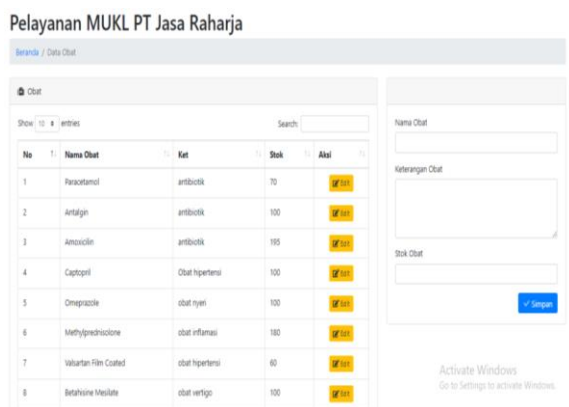 Pelayanan MUKL PT Jasa Raharja
Beranda / Data Obat
Obat
Show 10 entries
Search:
No Nama Obat Ket Stok Aksi
1 Paracetamol antibiotik 70 Edit
2 Antalgin antibiotik 100 Edit
3 Amoxicilin antibiotik 195 Edit
4 Captopril Obat hipertensi 100 Edit
5 Omeprazole obat nyeri 100 Edit
6 Methylprednisolone obat inflamasi 180 Edit
7 Valsartan Film Coated obat hipertensi 60 Edit
8 Betahisine Mesilate obat vertigo 100 Edit
Nama Obat
Keterangan Obat
Stok Obat
Simpan
Activate Windows
Go to Settings to activate Windows.